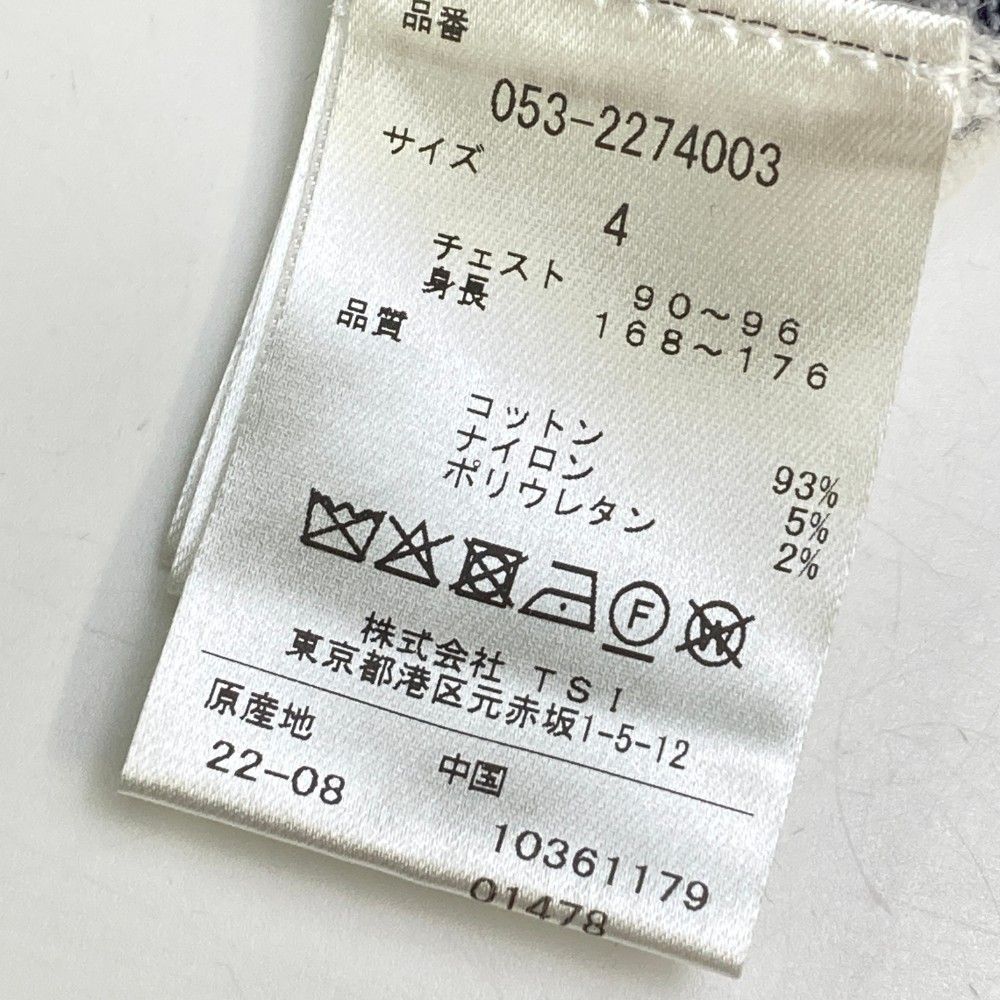 品番
053-2274003
サイズ
4
チェスト 90～96
身長 168～176
品質
コットン 93%
ナイロン 5%
ポリウレタン 2%
F W
株式会社 TSI
東京都港区元赤坂1-5-12
原産地 中国
22-08
10361179
01478